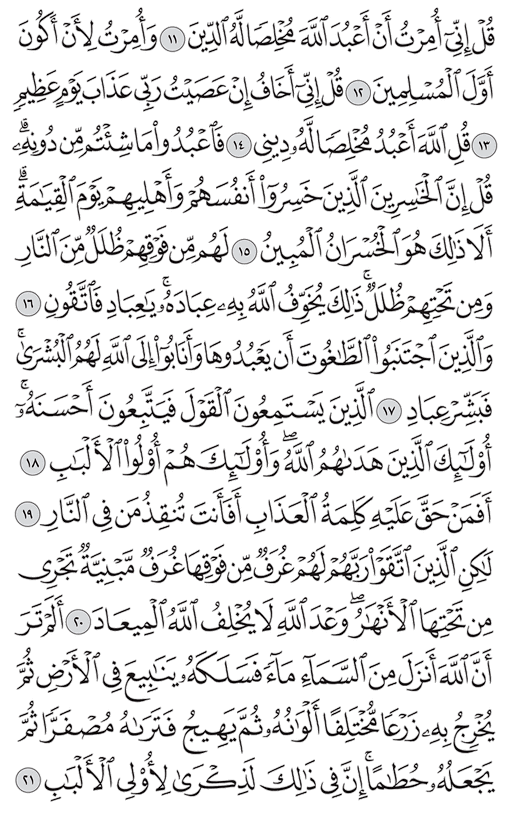 قُلۡ إِنِّيٓ أُمِرۡتُ أَنۡ أَعۡبُدَ ٱللَّهَ مُخۡلِصٗا لَّهُ ٱلدِّينَ ١١ وَأُمِرۡتُ لِأَنۡ أَكُونَ
أَوَّلَ ٱلۡمُسۡلِمِينَ ١٢ قُلۡ إِنِّيٓ أَخَافُ إِنۡ عَصَيۡتُ رَبِّي عَذَابَ يَوۡمٍ عَظِيمٖ
١٣ قُلِ ٱللَّهَ أَعۡبُدُ مُخۡلِصٗا لَّهُۥ دِينِي ١٤ فَٱعۡبُدُواْ مَا شِئۡتُم مِّن دُونِهِۦۗ
قُلۡ إِنَّ ٱلۡخَٰسِرِينَ ٱلَّذِينَ خَسِرُوٓاْ أَنفُسَهُمۡ وَأَهۡلِيهِمۡ يَوۡمَ ٱلۡقِيَٰمَةِۗ
أَلَا ذَٰلِكَ هُوَ ٱلۡخُسۡرَانُ ٱلۡمُبِينُ ١٥ لَهُم مِّن فَوۡقِهِمۡ ظُلَلٞ مِّنَ ٱلنَّارِ
وَمِن تَحۡتِهِمۡ ظُلَلٞۚ ذَٰلِكَ يُخَوِّفُ ٱللَّهُ بِهِۦ عِبَادَهُۥۚ يَٰعِبَادِ فَٱتَّقُونِ ١٦
وَٱلَّذِينَ ٱجۡتَنَبُواْ ٱلطَّٰغُوتَ أَن يَعۡبُدُوهَا وَأَنَابُوٓاْ إِلَى ٱللَّهِ لَهُمُ ٱلۡبُشۡرَىٰۚ
فَبَشِّرۡ عِبَادِ ١٧ ٱلَّذِينَ يَسۡتَمِعُونَ ٱلۡقَوۡلَ فَيَتَّبِعُونَ أَحۡسَنَهُۥٓۚ
أُوْلَٰٓئِكَ ٱلَّذِينَ هَدَىٰهُمُ ٱللَّهُۖ وَأُوْلَٰٓئِكَ هُمۡ أُوْلُواْ ٱلۡأَلۡبَٰبِ ١٨
أَفَمَنۡ حَقَّ عَلَيۡهِ كَلِمَةُ ٱلۡعَذَابِ أَفَأَنتَ تُنقِذُ مَن فِي ٱلنَّارِ ١٩
لَٰكِنِ ٱلَّذِينَ ٱتَّقَوۡاْ رَبَّهُمۡ لَهُمۡ غُرَفٞ مِّن فَوۡقِهَا غُرَفٞ مَّبۡنِيَّةٞ تَجۡرِي
مِن تَحۡتِهَا ٱلۡأَنۡهَٰرُۖ وَعۡدَ ٱللَّهِ لَا يُخۡلِفُ ٱللَّهُ ٱلۡمِيعَادَ ٢٠ أَلَمۡ تَرَ
أَنَّ ٱللَّهَ أَنزَلَ مِنَ ٱلسَّمَآءِ مَآءٗ فَسَلَكَهُۥ يَنَٰبِيعَ فِي ٱلۡأَرۡضِ ثُمَّ
يُخۡرِجُ بِهِۦ زَرۡعٗا مُّخۡتَلِفًا أَلۡوَٰنُهُۥ ثُمَّ يَهِيجُ فَتَرَىٰهُ مُصۡفَرّٗا ثُمَّ
يَجۡعَلُهُۥ حُطَٰمًاۚ إِنَّ فِي ذَٰلِكَ لَذِكۡرَىٰ لِأُوْلِي ٱلۡأَلۡبَٰبِ ٢١